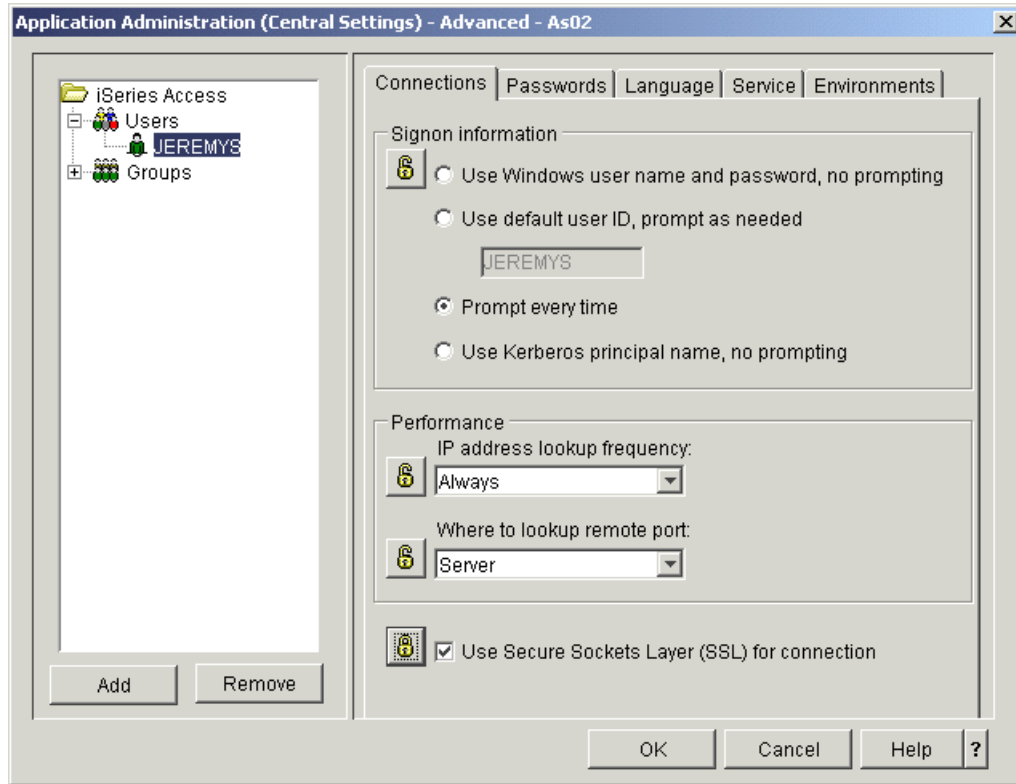 Application Administration (Central Settings) - Advanced - As02
iSeries Access
Users
JEREMYS
Groups
Add
Remove
Connections
Passwords
Language
Service
Environments
Signon information
Use Windows user name and password, no prompting
Use default user ID, prompt as needed
JEREMYS
Prompt every time
Use Kerberos principal name, no prompting
Performance
IP address lookup frequency:
Always
Where to lookup remote port:
Server
Use Secure Sockets Layer (SSL) for connection
OK
Cancel
Help
?